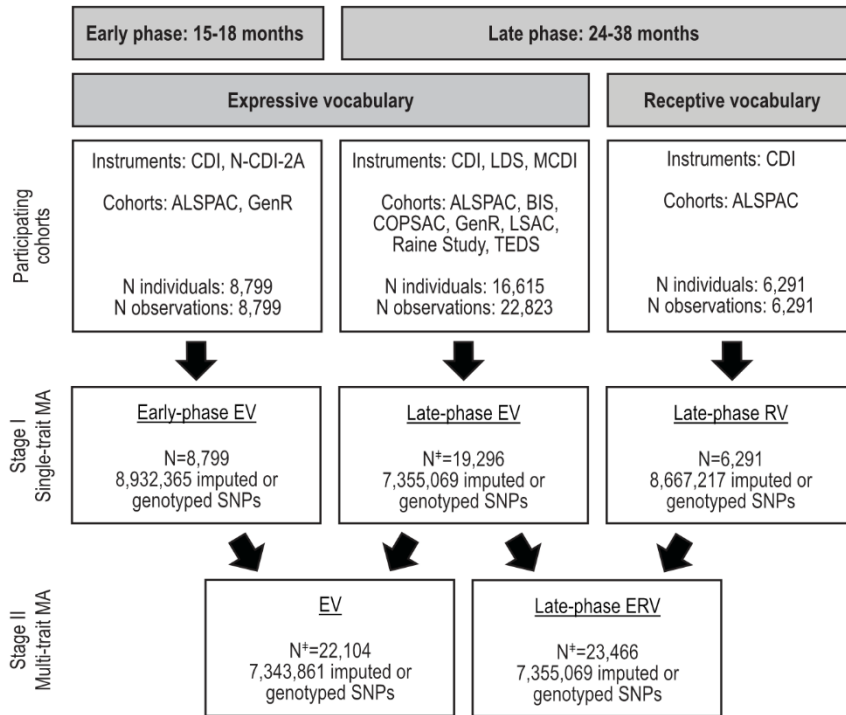 Early phase: 15-18 months
Late phase: 24-38 months
Expressive vocabulary
Receptive vocabulary
Participating
cohorts
Instruments: CDI, N-CDI-2A
Cohorts: ALSPAC, GenR
N individuals: 8,799
N observations: 8,799
Instruments: CDI, LDS, MCDI
Cohorts: ALSPAC, BIS,
COPSAC, GenR, LSAC,
Raine Study, TEDS
N individuals: 16,615
N observations: 22,823
Instruments: CDI
Cohorts: ALSPAC
N individuals: 6,291
N observations: 6,291
Stage I
Single-trait MA
Early-phase EV
N=8,799
8,932,365 imputed or
genotyped SNPs
Late-phase EV
N‡=19,296
7,355,069 imputed or
genotyped SNPs
Late-phase RV
N=6,291
8,667,217 imputed or
genotyped SNPs
Stage II
Multi-trait MA
EV
N‡=22,104
7,343,861 imputed or
genotyped SNPs
Late-phase ERV
N‡=23,466
7,355,069 imputed or
genotyped SNPs